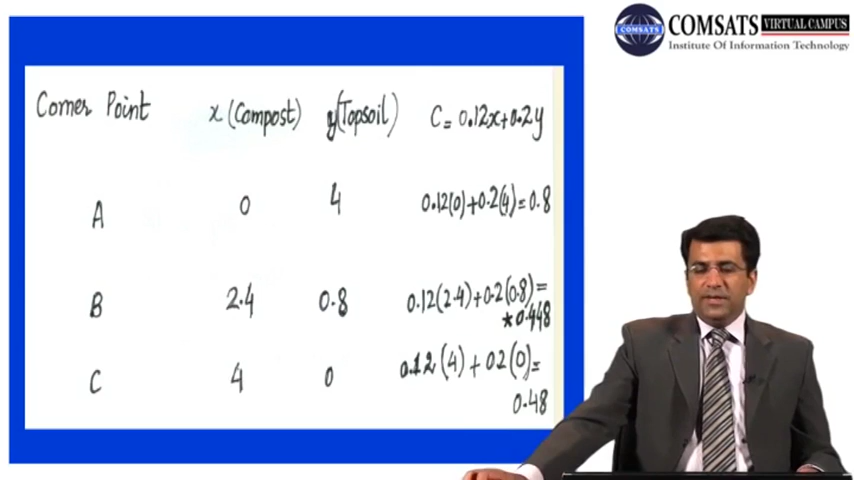 COMSATS
COMSATS VIRTUAL CAMPUS
Institute Of Information Technology
Corner Point x (Compost) y (Topsoil) C = 0.12x+0.2y
A 0 4 0.12(0)+0.2(4)=0.8
B 2.4 0.8 0.12(2.4)+0.2(0.8)=
*0.448
C 4 0 0.12(4)+02(0)=
0.48